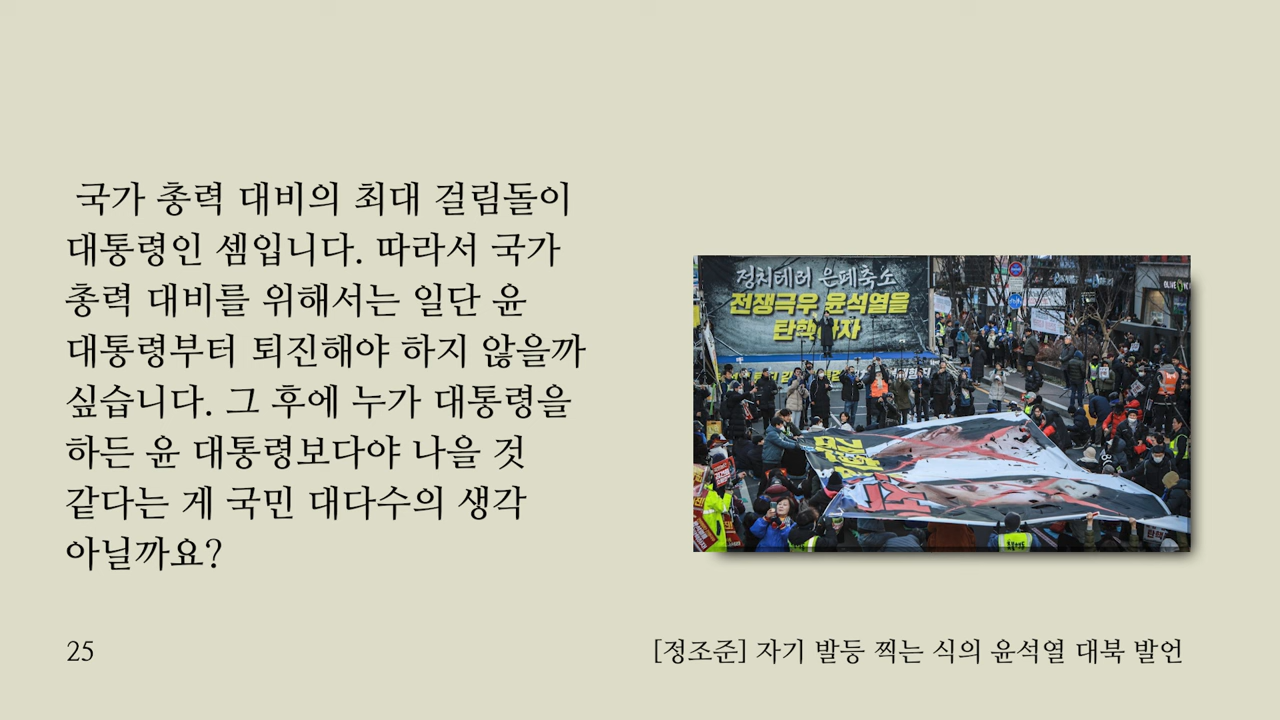 국가 총력 대비의 최대 걸림돌이
대통령인 셈입니다. 따라서 국가
총력 대비를 위해서는 일단 윤
대통령부터 퇴진해야 하지 않을까
싶습니다. 그 후에 누가 대통령을
하든 윤 대통령보다야 나을 것
같다는 게 국민 대다수의 생각
아닐까요?
정치테러 은폐축소
전쟁극우 윤석열을
탄핵하자
25
[정조준] 자기 발등 찍는 식의 윤석열 대북 발언